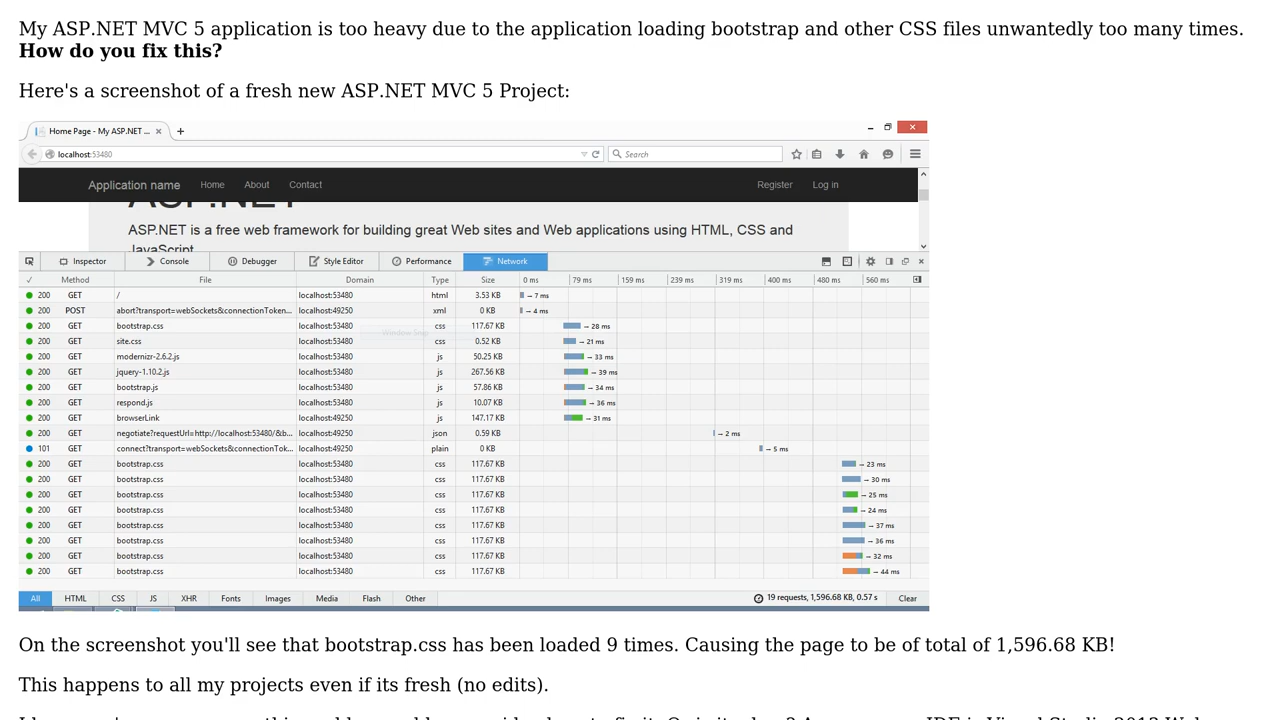 My ASP.NET MVC 5 application is too heavy due to the application loading bootstrap and other CSS files unwantedly too many times.
How do you fix this?
Here's a screenshot of a fresh new ASP.NET MVC 5 Project:
Home Page - My ASP.NET ...
localhost:53480
Search
Application name Home About Contact Register Log in
ASP.NET
ASP.NET is a free web framework for building great Web sites and Web applications using HTML, CSS and
JavaScript.
Inspector Console Debugger Style Editor Performance Network
✓ Method File Domain Type Size 0 ms 79 ms 159 ms 239 ms 319 ms 400 ms 480 ms 560 ms
200 GET / localhost:53480 html 3.53 KB → 7 ms
200 POST abort?transport=webSockets&connectionToken... localhost:49250 xml 0 KB → 4 ms
200 GET bootstrap.css localhost:53480 css 117.67 KB → 28 ms
Window Snip
200 GET site.css localhost:53480 css 0.52 KB → 21 ms
200 GET modernizr-2.6.2.js localhost:53480 js 50.25 KB → 33 ms
200 GET jquery-1.10.2.js localhost:53480 js 267.56 KB → 39 ms
200 GET bootstrap.js localhost:53480 js 57.86 KB → 34 ms
200 GET respond.js localhost:53480 js 10.07 KB → 36 ms
200 GET browserLink localhost:49250 js 147.17 KB → 31 ms
200 GET negotiate?requestUrl=http://localhost:53480/&b... localhost:49250 json 0.59 KB → 2 ms
101 GET connect?transport=webSockets&connectionTok... localhost:49250 plain 0 KB → 5 ms
200 GET bootstrap.css localhost:53480 css 117.67 KB → 23 ms
200 GET bootstrap.css localhost:53480 css 117.67 KB → 30 ms
200 GET bootstrap.css localhost:53480 css 117.67 KB → 25 ms
200 GET bootstrap.css localhost:53480 css 117.67 KB → 24 ms
200 GET bootstrap.css localhost:53480 css 117.67 KB → 37 ms
200 GET bootstrap.css localhost:53480 css 117.67 KB → 36 ms
200 GET bootstrap.css localhost:53480 css 117.67 KB → 32 ms
200 GET bootstrap.css localhost:53480 css 117.67 KB → 44 ms
All HTML CSS JS XHR Fonts Images Media Flash Other 19 requests, 1,596.68 KB, 0.57 s Clear
On the screenshot you'll see that bootstrap.css has been loaded 9 times. Causing the page to be of total of 1,596.68 KB!
This happens to all my projects even if its fresh (no edits).